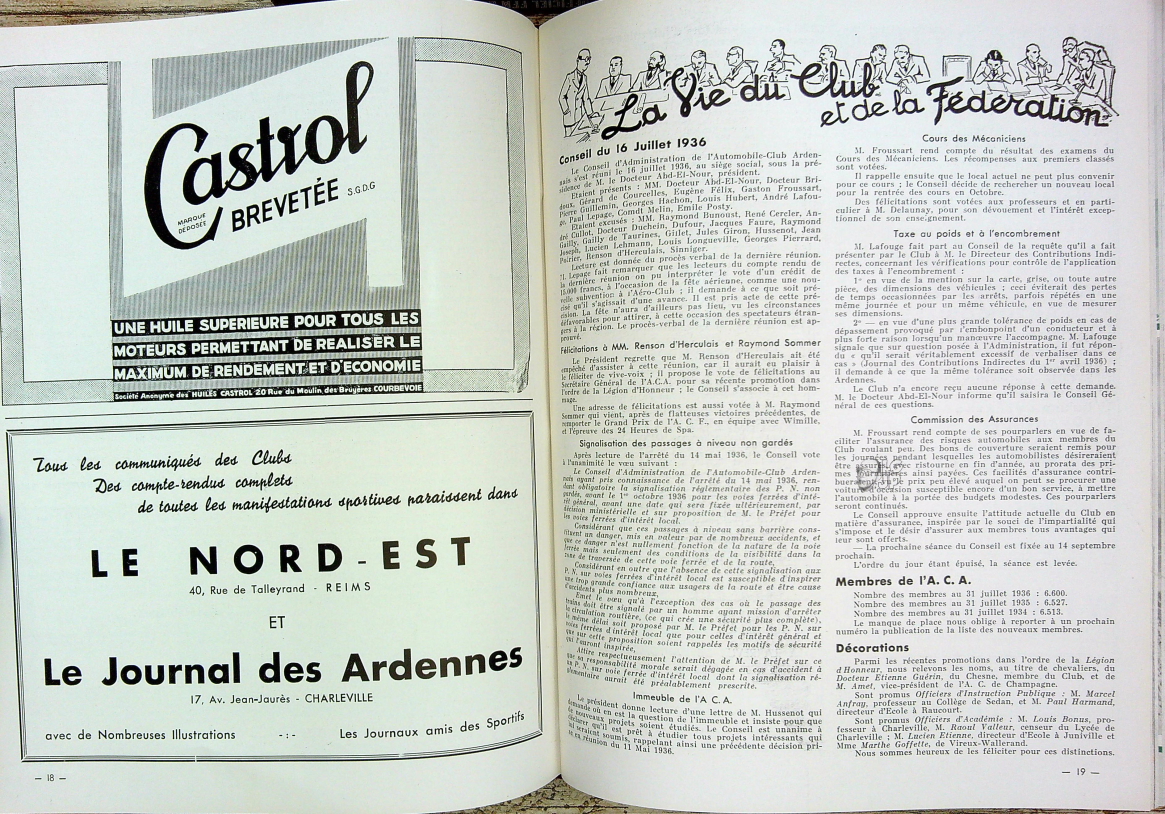 Castrol
MARQUE
DÉPOSÉE
BREVETÉE S.G.D.G
UNE HUILE SUPERIEURE POUR TOUS LES
MOTEURS PERMETTANT DE REALISER LE
MAXIMUM DE RENDEMENT ET D'ECONOMIE
Société Anonyme des HUILES CASTROL 20 Rue du Moulin des Bruyères COURBEVOIE
Tous les communiqués des Clubs
Des compte-rendus complets
de toutes les manifestations sportives paraissent dans
LE NORD-EST
40, Rue de Talleyrand - REIMS
ET
Le Journal des Ardennes
17, Av. Jean-Jaurès - CHARLEVILLE
avec de Nombreuses Illustrations -:- Les Journaux amis des Sportifs
— 18 —
La Vie du Club
et de la Fédération
Conseil du 16 Juillet 1936
Le Conseil d'Administration de l'Automobile-Club Arden-
nais s'est réuni le 16 juillet 1936, au siège social, sous la pré-
sidence de M. le Docteur Abd-El-Nour, président.
Etaient présents : MM. Docteur Abd-El-Nour, Docteur Bri-
doux, Gérard de Courcelles, Eugène Félix, Gaston Froussart,
Pierre Guillemin, Georges Hachon, Louis Hubert, André Lafou-
ge, Paul Lepage, Comdt Melin, Emile Posty.
Etaient excusés : MM. Raymond Bunoust, René Cercler, An-
dré Cullot, Docteur Duchein, Dufour, Jacques Faure, Raymond
Gailly, Gailly de Taurines, Gillet, Jules Giron, Hussenot, Jean
Joseph, Lucien Lehmann, Louis Longueville, Georges Pierrard,
Poirier, Renson d'Herculais, Sinniger.
Lecture est donnée du procès-verbal de la dernière réunion.
M. Lepage fait remarquer que les lecteurs du compte rendu de
la dernière réunion on pu interpréter le vote d'un crédit de
15.000 francs, à l'occasion de la fête aérienne, comme une nou-
velle subvention à l'Aéro-Club ; il demande à ce que soit pré-
cisé qu'il s'agissait d'une avance. Il est pris acte de cette pré-
cision. La fête n'aura d'ailleurs pas lieu, vu les circonstances
défavorables pour attirer, à cette occasion des spectateurs étran-
gers à la région. Le procès-verbal de la dernière réunion est ap-
prouvé.
Félicitations à MM. Renson d'Herculais et Raymond Sommer
Le Président regrette que M. Renson d'Herculais ait été
empêché d'assister à cette réunion, car il aurait eu plaisir à
le féliciter de vive-voix ; il propose le vote de félicitations au
Secrétaire Général de l'A.C.A. pour sa récente promotion dans
l'ordre de la Légion d'Honneur ; le Conseil s'associe à cet hom-
mage.
Une adresse de félicitations est aussi votée à M. Raymond
Sommer qui vient, après de flatteuses victoires précédentes, de
remporter le Grand Prix de l'A. C. F., en équipe avec Wimille,
et l'épreuve des 24 Heures de Spa.
Signalisation des passages à niveau non gardés
Après lecture de l'arrêté du 14 mai 1936, le Conseil vote
à l'unanimité le vœu suivant :
Le Conseil d'Administration de l'Automobile-Club Arden-
nais ayant pris connaissance de l'arrêté du 14 mai 1936, ren-
dant obligatoire la signalisation réglementaire des P. N. non
gardés, avant le 1er octobre 1936 pour les voies ferrées d'inté-
rêt général, avant une date qui sera fixée ultérieurement, par
décision ministérielle et sur proposition de M. le Préfet pour
les voies ferrées d'intérêt local.
Considérant que ces passages à niveau sans barrière cons-
tituent un danger, mis en valeur par de nombreux accidents, et
que ce danger n'est nullement fonction de la nature de la voie
ferrée mais seulement des conditions de la visibilité dans la
zone de traversée de cette voie ferrée et de la route,
Considérant en outre que l'absence de cette signalisation aux
P. N. sur voies ferrées d'intérêt local est susceptible d'inspirer
une trop grande confiance aux usagers de la route et être cause
d'accidents plus nombreux,
Emet le vœu qu'à l'exception des cas où le passage des
trains doit être signalé par un homme ayant mission d'arrêter
la circulation routière, (ce qui crée une sécurité plus complète),
le même délai soit proposé par M. le Préfet pour les P. N. sur
voies ferrées d'intérêt local que pour celles d'intérêt général et
que sur cette proposition soient rappelés les motifs de sécurité
qui l'auront inspirée,
Attire respectueusement l'attention de M. le Préfet sur ce
que sa responsabilité morale serait dégagée en cas d'accident à
un P. N. sur voie ferrée d'intérêt local dont la signalisation ré-
glementaire aurait été préalablement prescrite.
Immeuble de l'A C A.
Le président donne lecture d'une lettre de M. Hussenot qui
demande où en est la question de l'immeuble et insiste pour que
de nouveaux projets soient étudiés. Le Conseil est unanime à
déclarer qu'il est prêt à étudier tous projets intéressants qui
lui seraient soumis, rappelant ainsi une précédente décision pri-
se en réunion du 11 Mai 1936.
Cours des Mécaniciens
M. Froussart rend compte du résultat des examens du
Cours des Mécaniciens. Les récompenses aux premiers classés
sont votées.
Il rappelle ensuite que le local actuel ne peut plus convenir
pour ce cours ; le Conseil décide de rechercher un nouveau local
pour la rentrée des cours en Octobre.
Des félicitations sont votées aux professeurs et en parti-
culier à M. Delaunay, pour son dévouement et l'intérêt excep-
tionnel de son enseignement.
Taxe au poids et à l'encombrement
M. Lafouge fait part au Conseil de la requête qu'il a fait
présenter par le Club à M. le Directeur des Contributions Indi-
rectes, concernant les vérifications pour contrôle de l'application
des taxes à l'encombrement :
1° en vue de la mention sur la carte, grise, ou toute autre
pièce, des dimensions des véhicules ; ceci éviterait des pertes
de temps occasionnées par les arrêts, parfois répétés en une
même journée et pour un même véhicule, en vue de mesurer
ses dimensions.
2° — en vue d'une plus grande tolérance de poids en cas de
dépassement provoqué par l'embonpoint d'un conducteur et à
plus forte raison lorsqu'un manœuvre l'accompagne. M. Lafouge
signale que sur question posée à l'Administration, il fut répon-
du « qu'il serait véritablement excessif de verbaliser dans ce
cas » (Journal des Contributions Indirectes du 1er avril 1936) ;
il demande à ce que la même tolérance soit observée dans les
Ardennes.
Le Club n'a encore reçu aucune réponse à cette demande.
M. le Docteur Abd-El-Nour informe qu'il saisira le Conseil Gé-
néral de ces questions.
Commission des Assurances
M. Froussart rend compte de ses pourparlers en vue de fa-
ciliter l'assurance des risques automobiles aux membres du
Club roulant peu. Des bons de couverture seraient remis pour
les journées pendant lesquelles les automobilistes désireraient
être ristourne en fin d'année, au prorata des pri-
mes ainsi payées. Ces facilités d'assurance contri-
prix peu élevé auquel on peut se procurer une
voiture d'occasion susceptible encore d'un bon service, à mettre
l'automobile à la portée des budgets modestes. Ces pourparlers
seront continués.
Le Conseil approuve ensuite l'attitude actuelle du Club en
matière d'assurance, inspirée par le souci de l'impartialité qui
s'impose et le désir d'assurer aux membres tous avantages qui
leur sont offerts.
— La prochaine séance du Conseil est fixée au 14 septembre
prochain.
L'ordre du jour étant épuisé, la séance est levée.
Membres de l'A. C. A.
Nombre des membres au 31 juillet 1936 : 6.600.
Nombre des membres au 31 juillet 1935 : 6.527.
Nombre des membres au 31 juillet 1934 : 6.513.
Le manque de place nous oblige à reporter à un prochain
numéro la publication de la liste des nouveaux membres.
Décorations
Parmi les récentes promotions dans l'ordre de la Légion
d'Honneur, nous relevons les noms, au titre de chevaliers, du
Docteur Etienne Guérin, du Chesne, membre du Club, et de
M. Amet, vice-président de l'A. C. de Champagne.
Sont promus Officiers d'Instruction Publique : M. Marcel
Anfray, professeur au Collège de Sedan, et M. Paul Harmand,
directeur d'Ecole à Raucourt.
Sont promus Officiers d'Académie : M. Louis Bonus, pro-
fesseur à Charleville, M. Raoul Valleur, censeur du Lycée de
Charleville ; M. Lucien Etienne, directeur d'Ecole à Juniville et
Mme Marthe Goffette, de Vireux-Wallerand.
Nous sommes heureux de les féliciter pour ces distinctions.
— 19 —